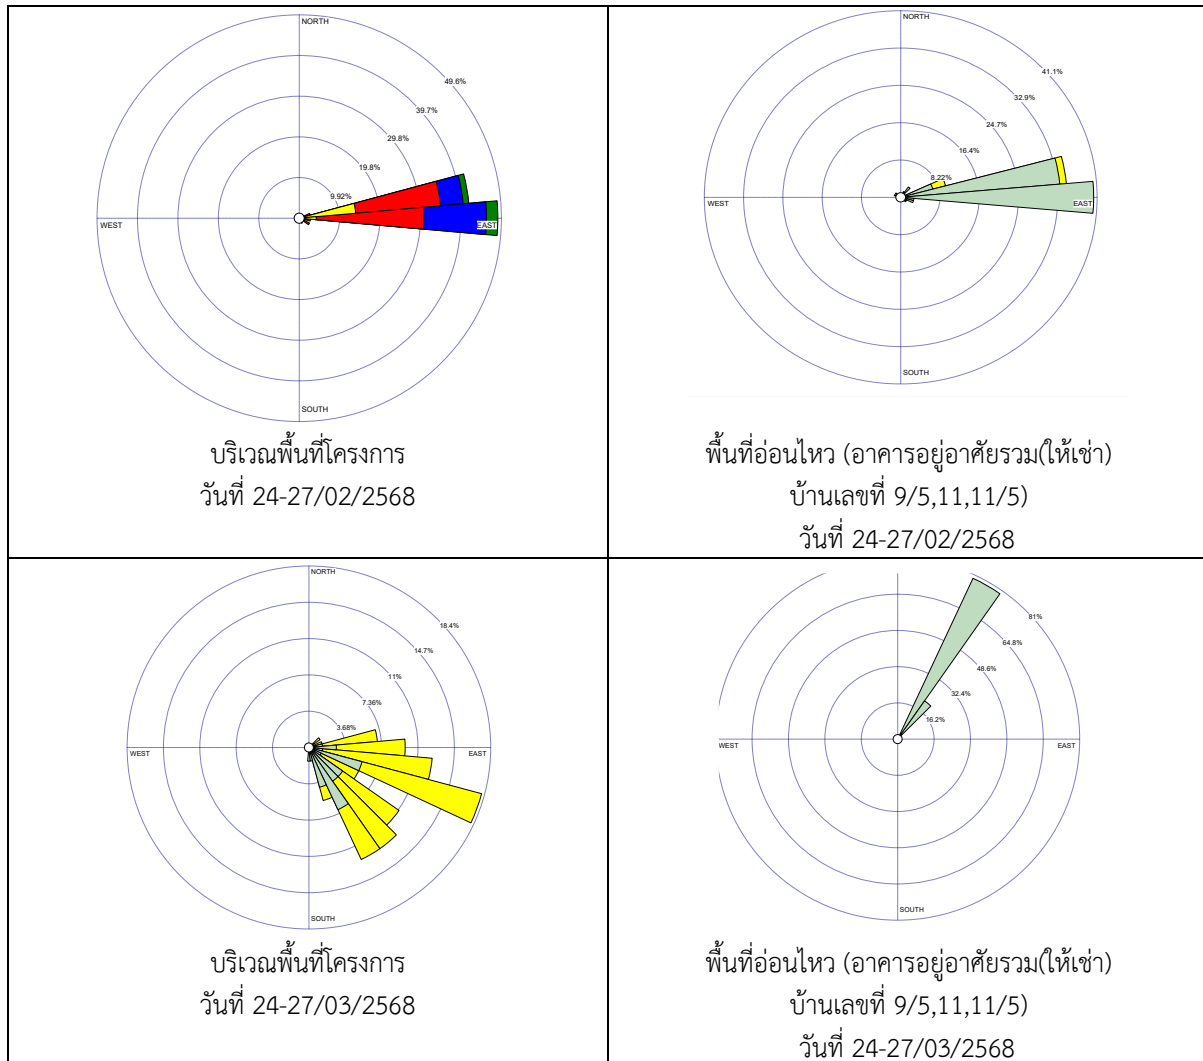 NORTH
49.6%
39.7%
29.8%
19.8%
9.92%
WEST
EAST
SOUTH
บริเวณพื้นที่โครงการ
วันที่ 24-27/02/2568
NORTH
41.1%
32.9%
24.7%
16.4%
8.22%
WEST
EAST
SOUTH
พื้นที่อ่อนไหว (อาคารอยู่อาศัยรวม(ให้เช่า)
บ้านเลขที่ 9/5,11,11/5)
วันที่ 24-27/02/2568
NORTH
18.4%
14.7%
11%
7.36%
3.68%
WEST
EAST
SOUTH
บริเวณพื้นที่โครงการ
วันที่ 24-27/03/2568
81%
64.8%
48.6%
32.4%
16.2%
WEST
EAST
SOUTH
พื้นที่อ่อนไหว (อาคารอยู่อาศัยรวม(ให้เช่า)
บ้านเลขที่ 9/5,11,11/5)
วันที่ 24-27/03/2568